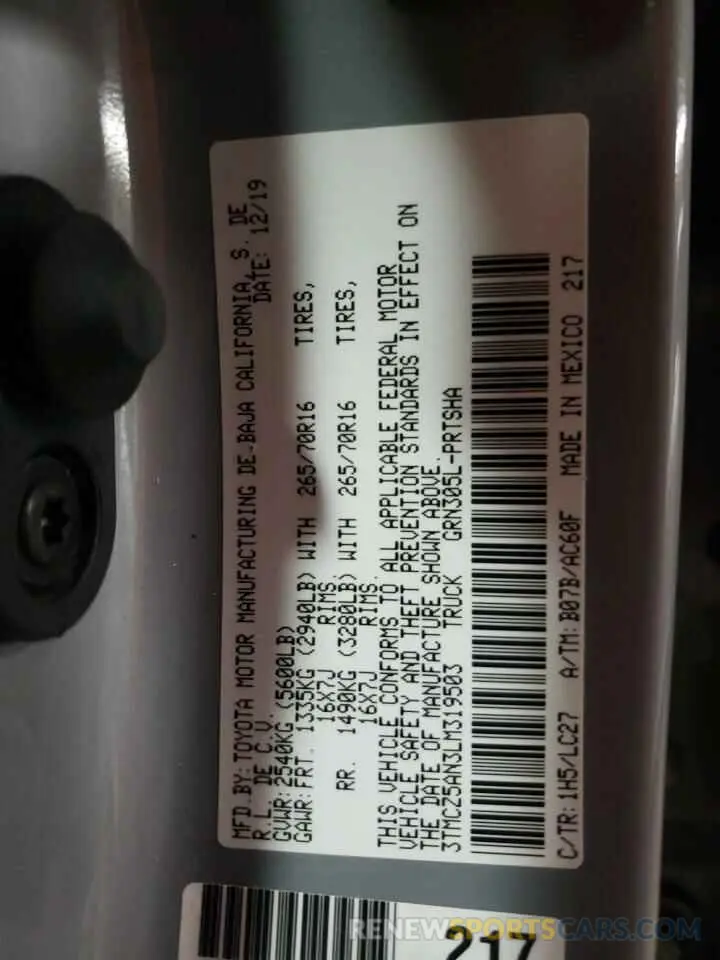 MFD.BY:TOYOTA MOTOR MANUFACTURING DE.BAJA CALIFORNIA, S. DE
R.L. DE C.V. DATE: 12/19
GVWR:2540KG (5600LB)
GAWR:FRT. 1335KG (2940LB) WITH 265/70R16 TIRES,
16X7J RIMS.
RR. 1490KG (3280LB) WITH 265/70R16 TIRES,
16X7J RIMS.
THIS VEHICLE CONFORMS TO ALL APPLICABLE FEDERAL MOTOR
VEHICLE SAFETY AND THEFT PREVENTION STANDARDS IN EFFECT ON
THE DATE OF MANUFACTURE SHOWN ABOVE.
3TMCZ5AN3LM319503 TRUCK GRN305L-PRTSHA
C/TR:1H5/LC27 A/TM:B07B/AC60F MADE IN MEXICO 217
217
RENEWSPORTSCARS.COM